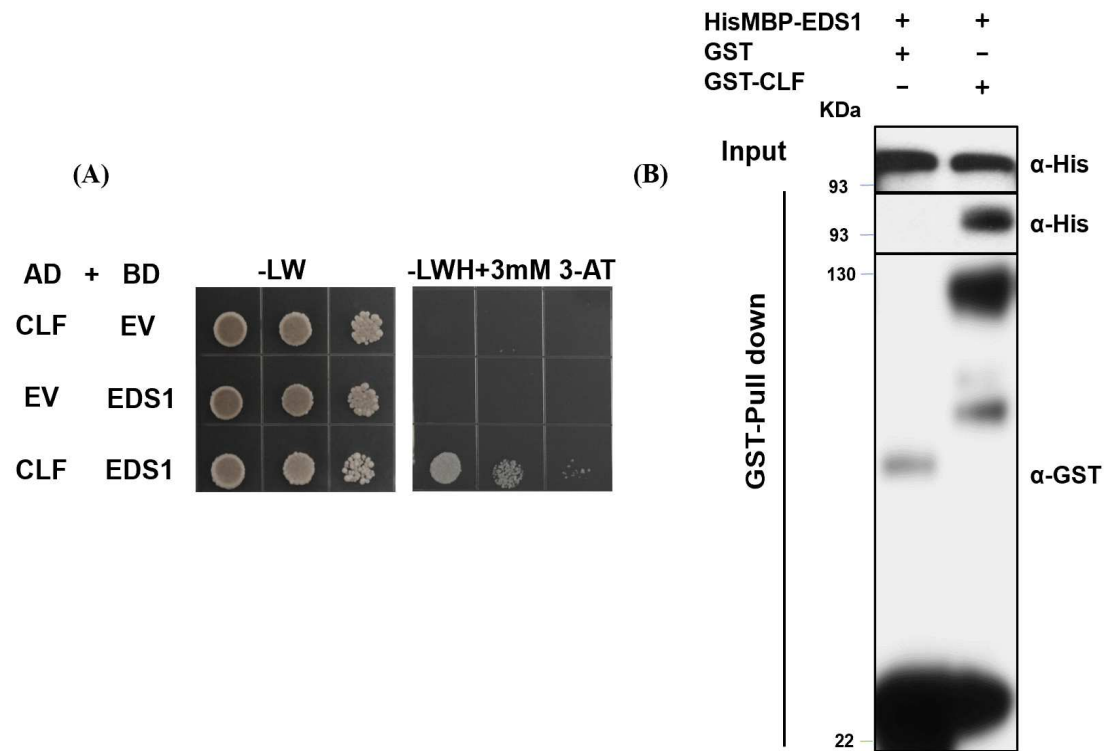 (A)
AD + BD
-LW
-LWH+3mM 3-AT
CLF EV
EV EDS1
CLF EDS1
(B)
HisMBP-EDS1 + +
GST + −
GST-CLF − +
KDa
Input
93
α-His
93
α-His
130
GST-Pull down
α-GST
22